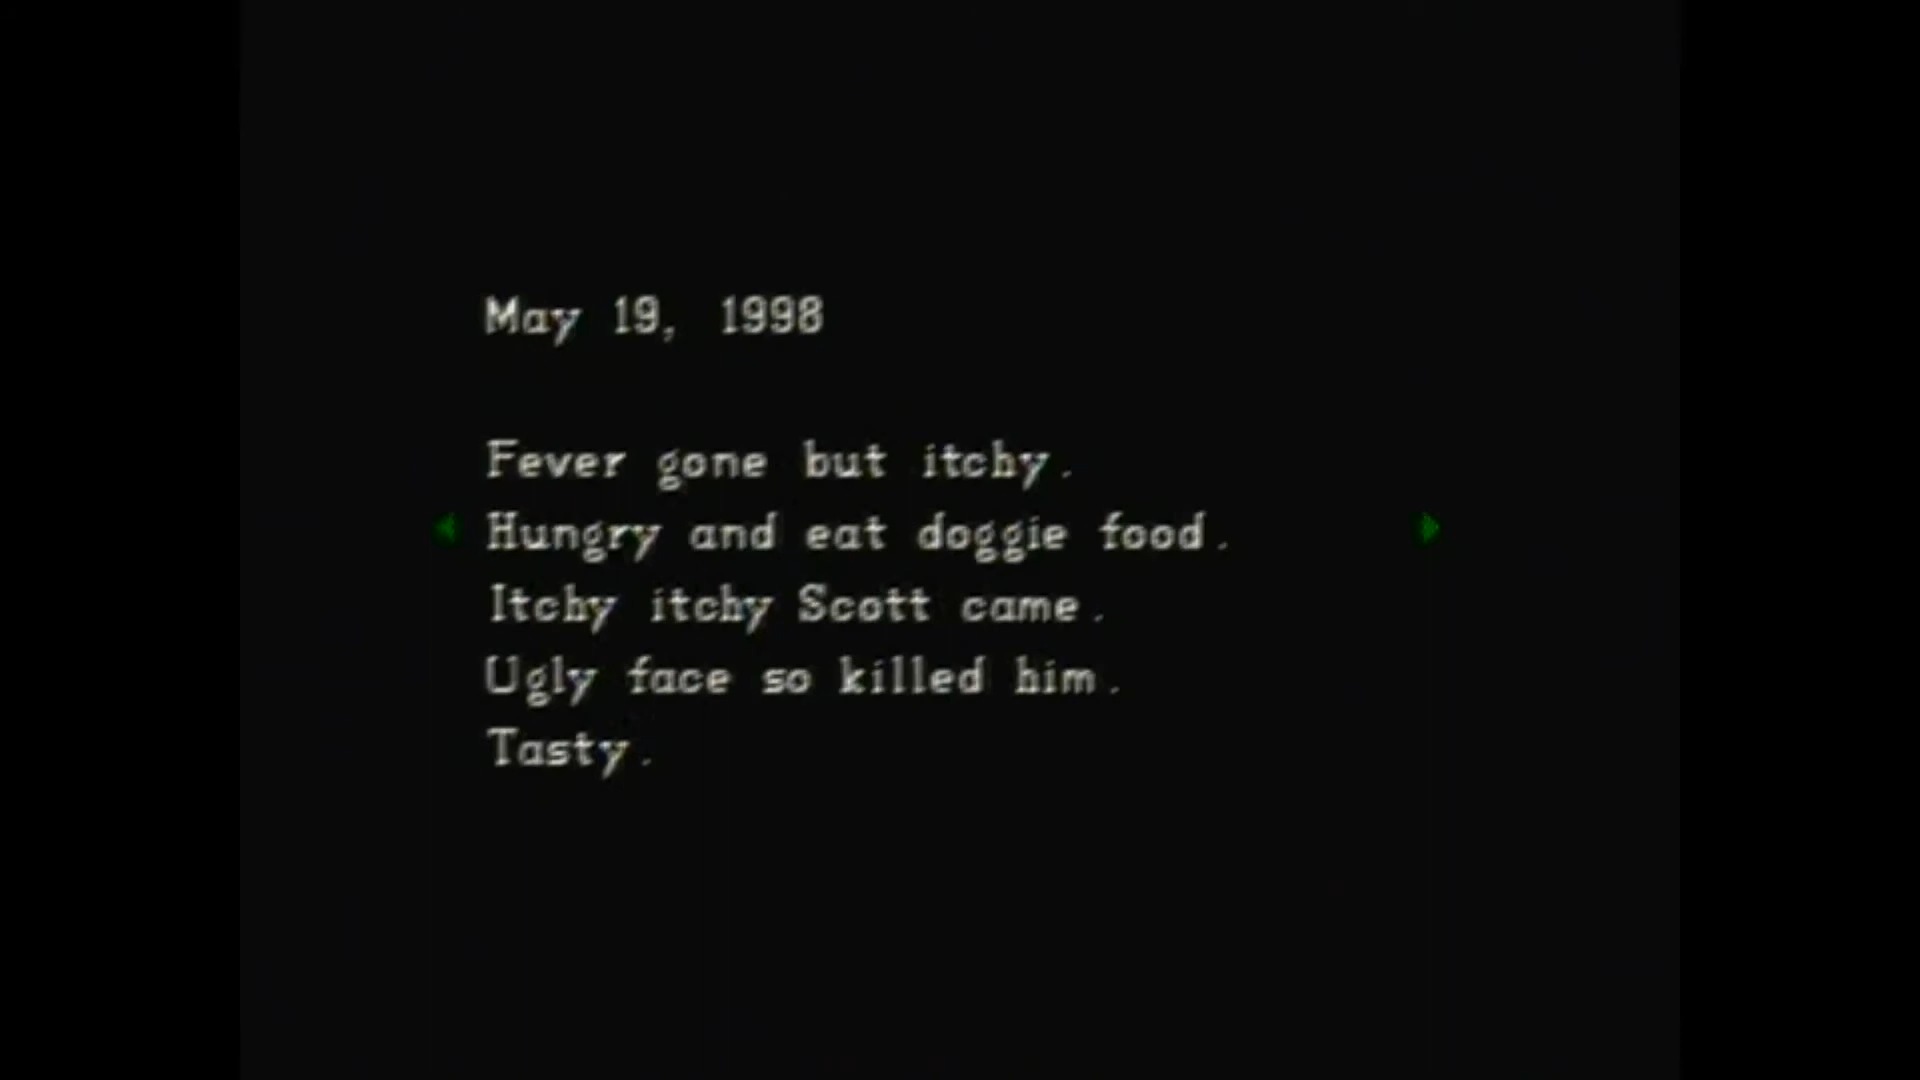 May 19, 1998
Fever gone but itchy.
Hungry and eat doggie food.
Itchy itchy Scott came.
Ugly face so killed him.
Tasty.